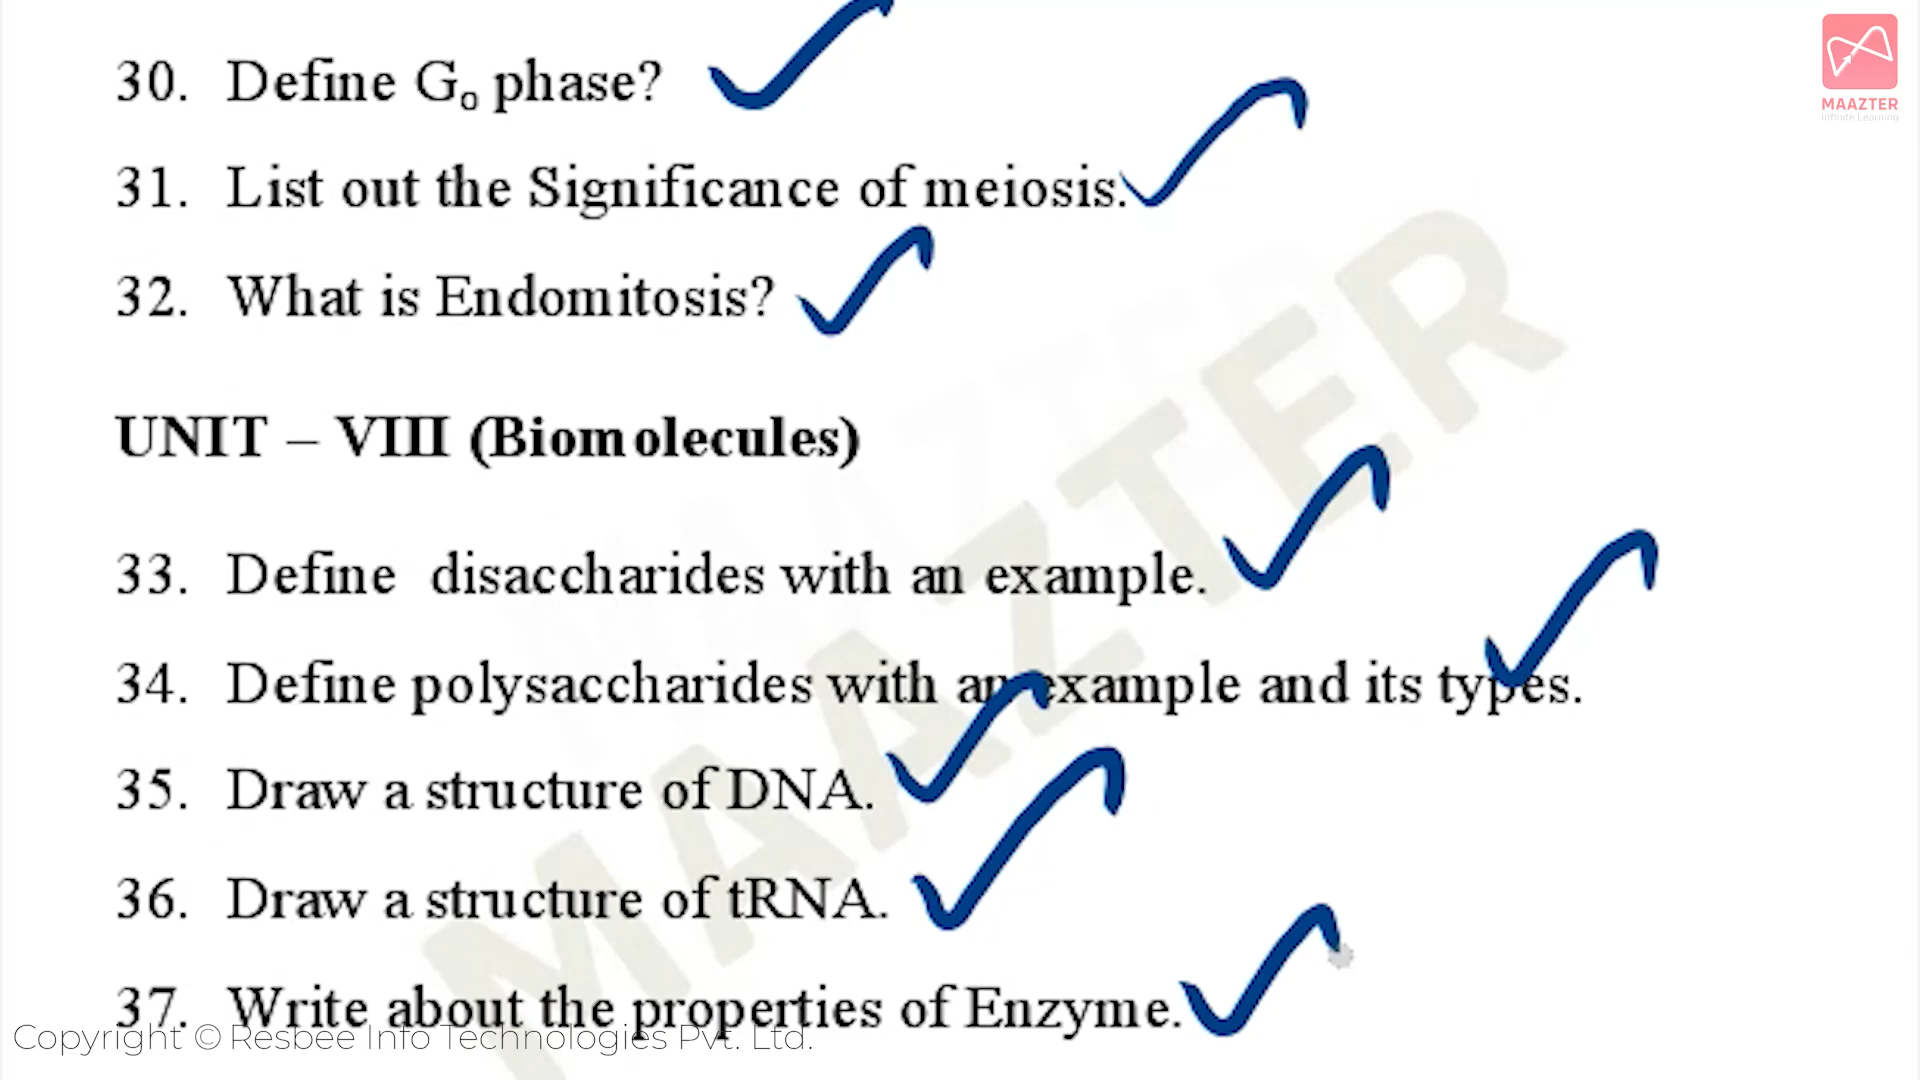 MAAZTER
Infinite Learning
30. Define G₀ phase?
31. List out the Significance of meiosis.
32. What is Endomitosis?
UNIT – VIII (Biomolecules)
33. Define disaccharides with an example.
34. Define polysaccharides with an example and its types.
35. Draw a structure of DNA.
36. Draw a structure of tRNA.
37. Write about the properties of Enzyme.
Copyright © Resbee Info Technologies Pvt. Ltd.
MAAZTER